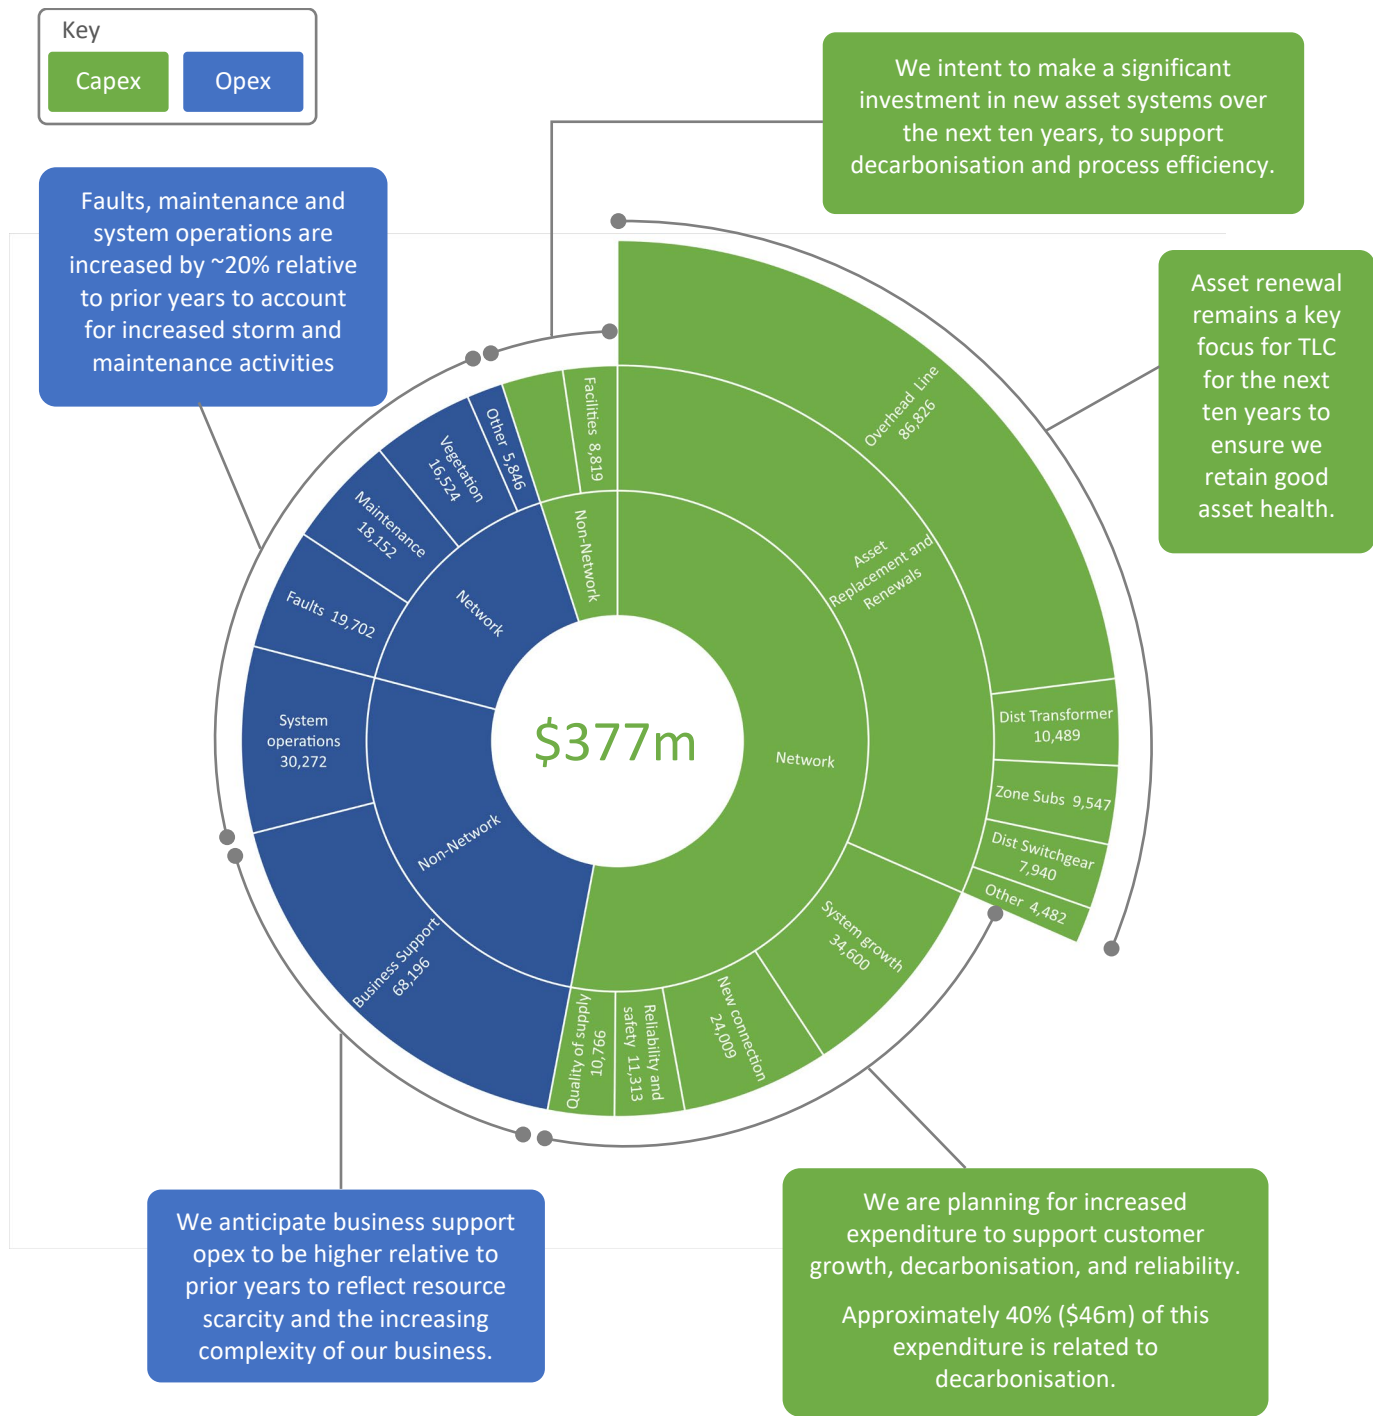 Key
Capex
Opex
We intent to make a significant
investment in new asset systems over
the next ten years, to support
decarbonisation and process efficiency.
Faults, maintenance and
system operations are
increased by ~20% relative
to prior years to account
for increased storm and
maintenance activities
Asset renewal
remains a key
focus for TLC
for the next
ten years to
ensure we
retain good
asset health.
Overhead Line
86,826
Asset
Replacement and
Renewals
Dist Transformer
10,489
Zone Subs 9,547
Dist Switchgear
7,940
Other 4,482
Network
System growth
34,600
New connection
24,009
Reliability and
safety 11,313
Quality of supply
10,766
Business Support
68,196
Non-Network
System
operations
30,272
Faults 19,702
Maintenance
18,152
Vegetation
16,524
Other 5,846
Network
Facilities 8,819
Non-Network
$377m
We anticipate business support
opex to be higher relative to
prior years to reflect resource
scarcity and the increasing
complexity of our business.
We are planning for increased
expenditure to support customer
growth, decarbonisation, and reliability.
Approximately 40% ($46m) of this
expenditure is related to
decarbonisation.